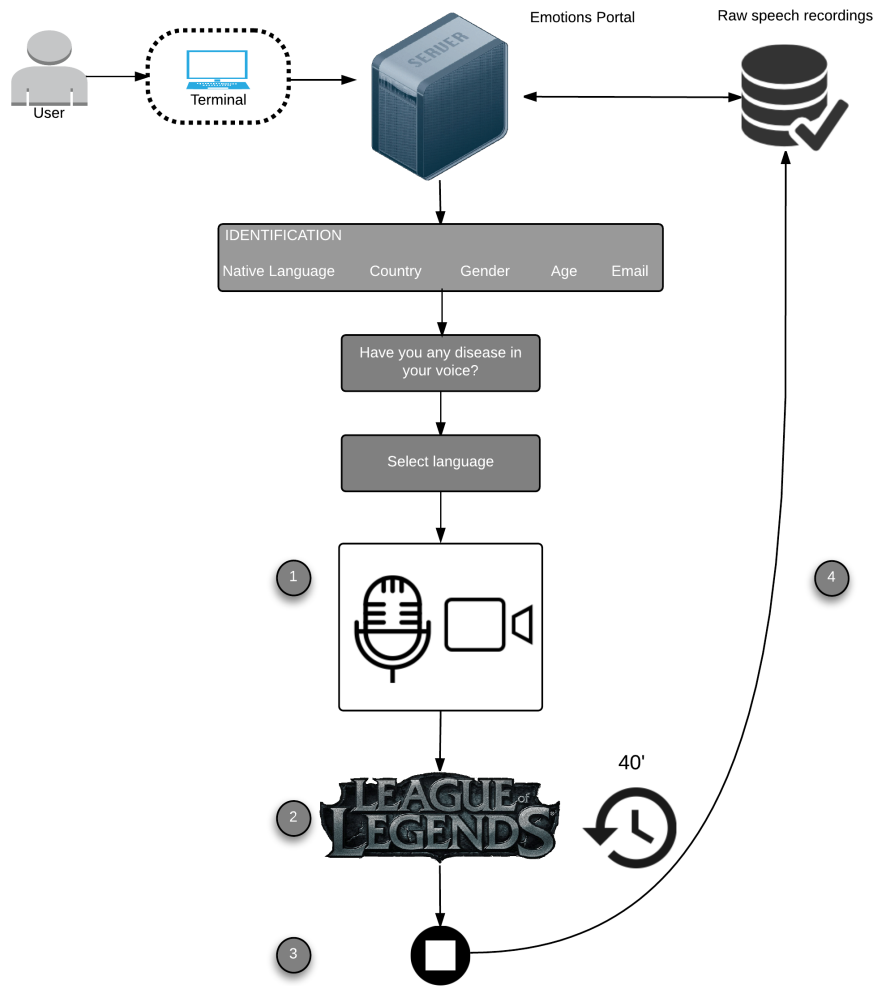 Emotions Portal
Raw speech recordings
SERVER
User
Terminal
IDENTIFICATION
Native Language Country Gender Age Email
Have you any disease in
your voice?
Select language
1
4
40'
LEAGUE of
LEGENDS
2
3